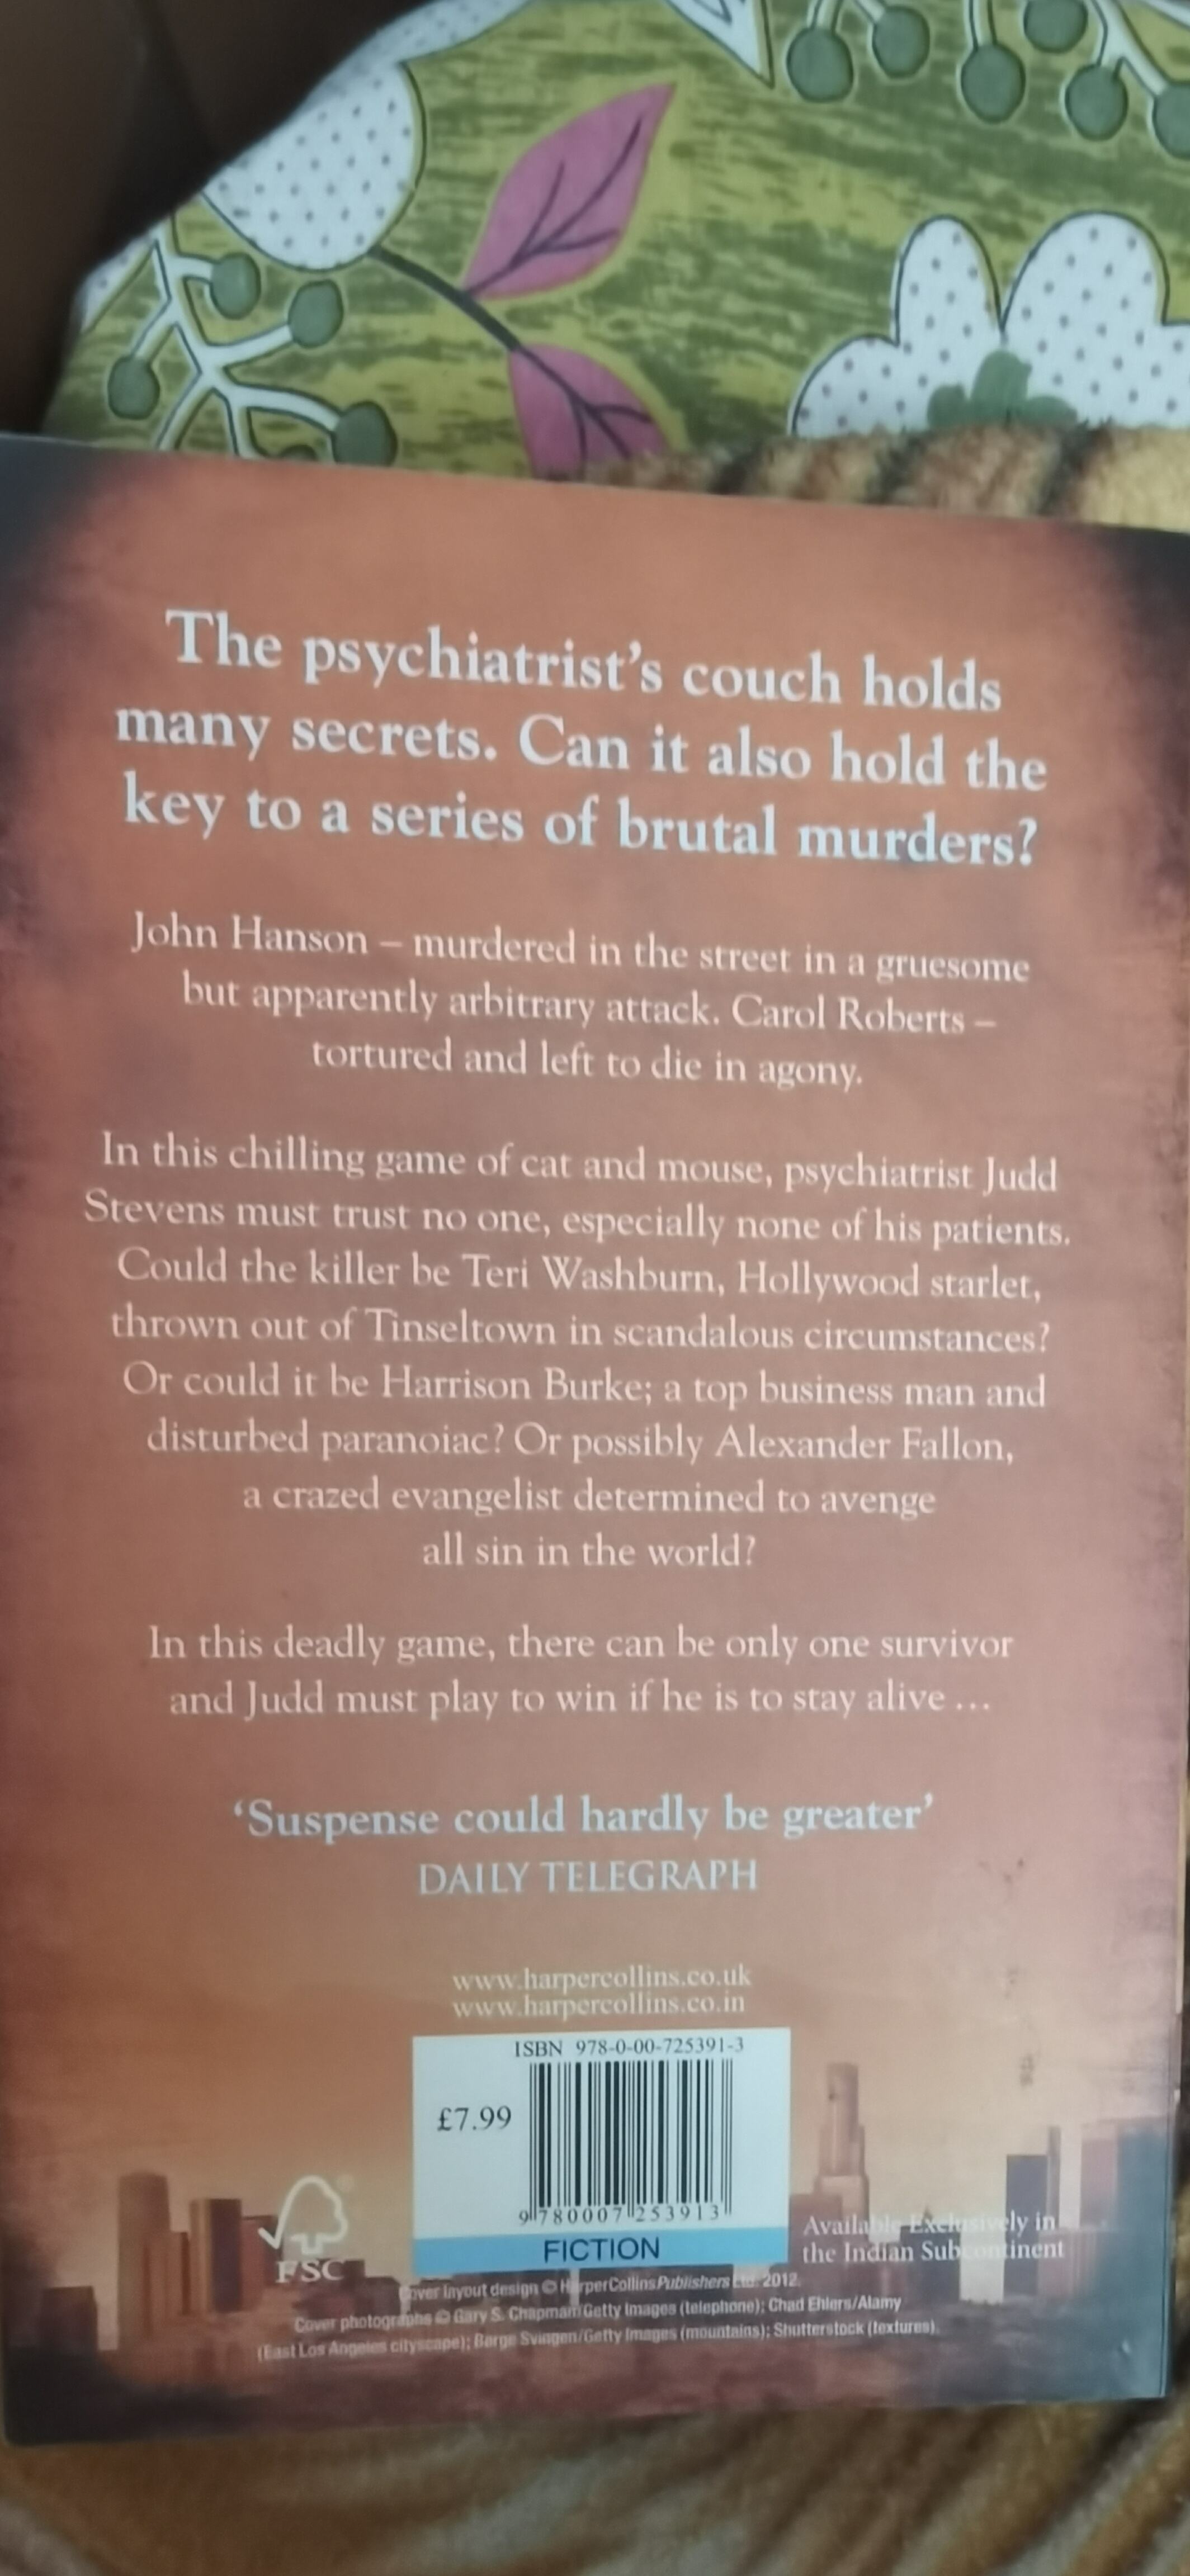 The psychiatrist's couch holds
many secrets. Can it also hold the
key to a series of brutal murders?
John Hanson – murdered in the street in a gruesome
but apparently arbitrary attack. Carol Roberts –
tortured and left to die in agony.
In this chilling game of cat and mouse, psychiatrist Judd
Stevens must trust no one, especially none of his patients.
Could the killer be Teri Washburn, Hollywood starlet,
thrown out of Tinseltown in scandalous circumstances?
Or could it be Harrison Burke; a top business man and
disturbed paranoiac? Or possibly Alexander Fallon,
a crazed evangelist determined to avenge
all sin in the world?
In this deadly game, there can be only one survivor
and Judd must play to win if he is to stay alive ...
‘Suspense could hardly be greater’
DAILY TELEGRAPH
www.harpercollins.co.uk
www.harpercollins.co.in
ISBN 978-0-00-725391-3
£7.99
9 780007 253913
FICTION
FSC
Available Exclusively in
the Indian Subcontinent
Cover layout design © HarperCollinsPublishers Ltd. 2012.
Cover photographs © Gary S. Chapman/Getty Images (telephone); Chad Ehlers/Alamy
(East Los Angeles cityscape); Børge Svingen/Getty Images (mountains); Shutterstock (textures).